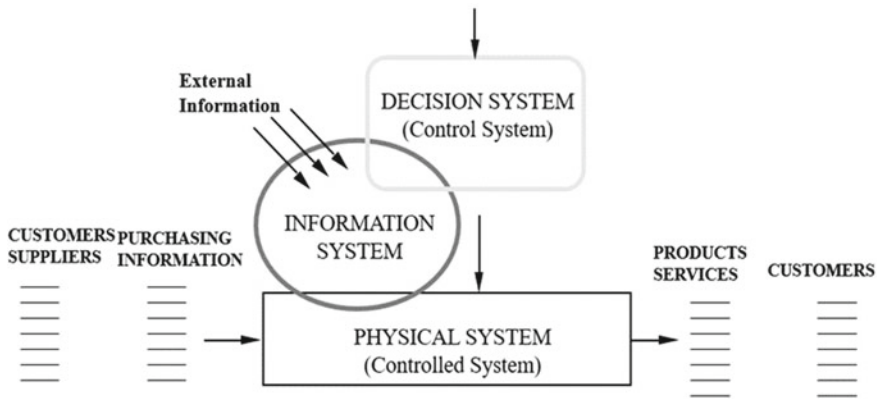 External
Information
DECISION SYSTEM
(Control System)
INFORMATION
SYSTEM
CUSTOMERS
SUPPLIERS
PURCHASING
INFORMATION
PRODUCTS
SERVICES
CUSTOMERS
PHYSICAL SYSTEM
(Controlled System)